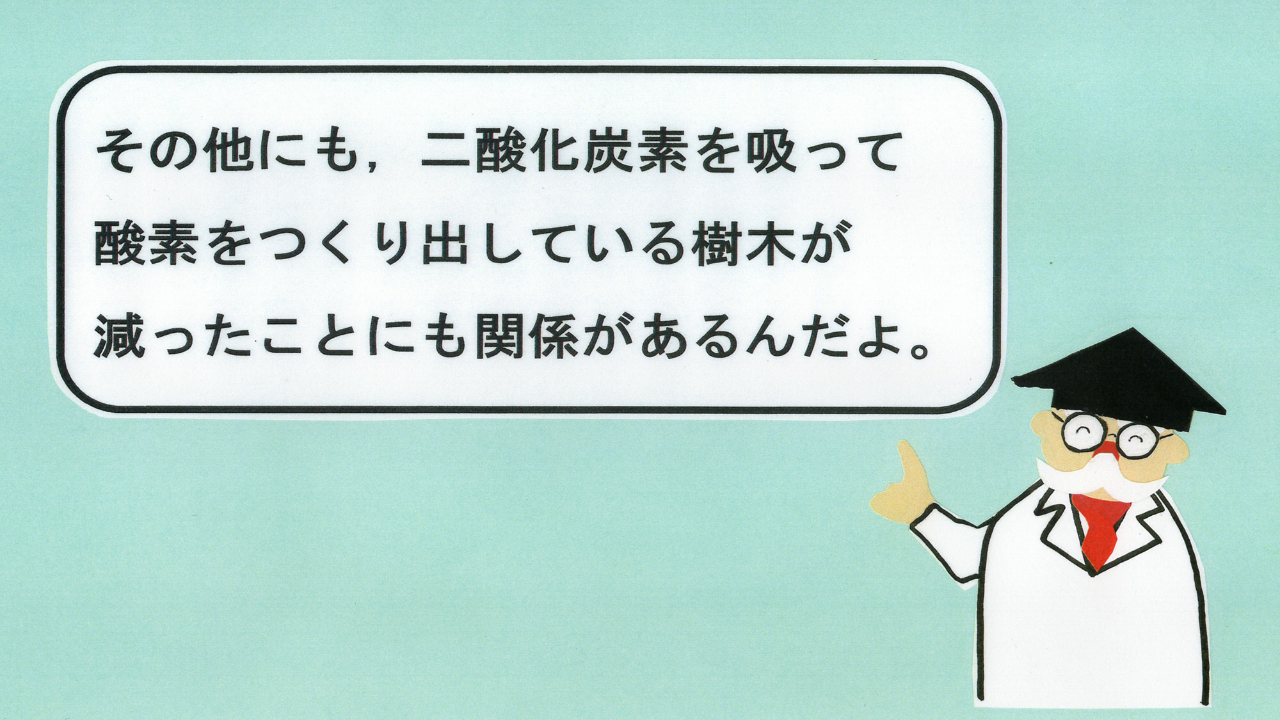 その他にも，二酸化炭素を吸って
酸素をつくり出している樹木が
減ったことにも関係があるんだよ。